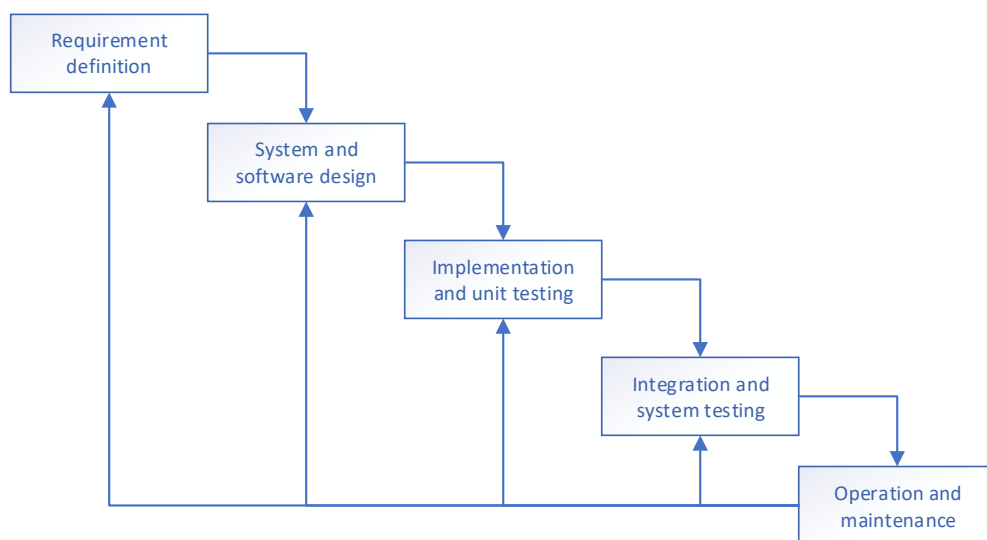 Requirement
definition
System and
software design
Implementation
and unit testing
Integration and
system testing
Operation and
maintenance